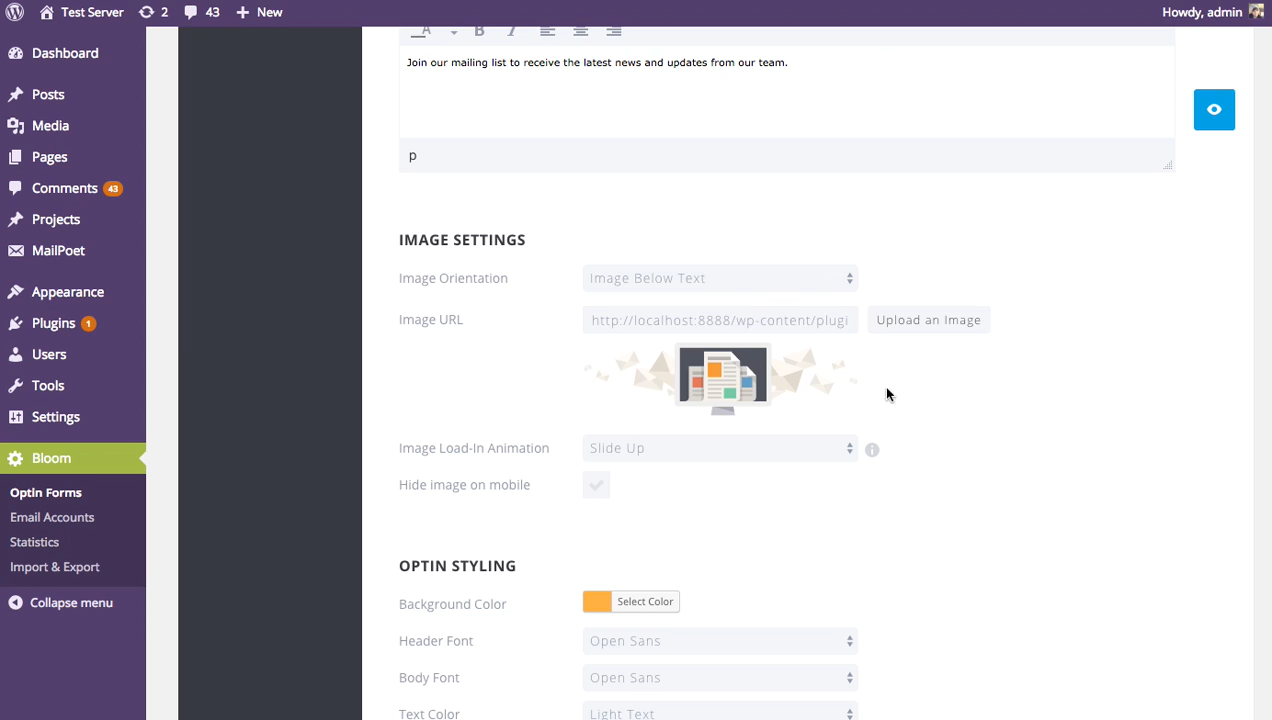 Test Server 2 43 New Howdy, admin
Dashboard
Posts
Media
Pages
Comments 43
Projects
MailPoet
Appearance
Plugins 1
Users
Tools
Settings
Bloom
OptIn Forms
Email Accounts
Statistics
Import & Export
Collapse menu
A B I
Join our mailing list to receive the latest news and updates from our team.
p
IMAGE SETTINGS
Image Orientation Image Below Text
Image URL http://localhost:8888/wp-content/plugi Upload an Image
Image Load-In Animation Slide Up
Hide image on mobile
OPTIN STYLING
Background Color Select Color
Header Font Open Sans
Body Font Open Sans
Text Color Light Text